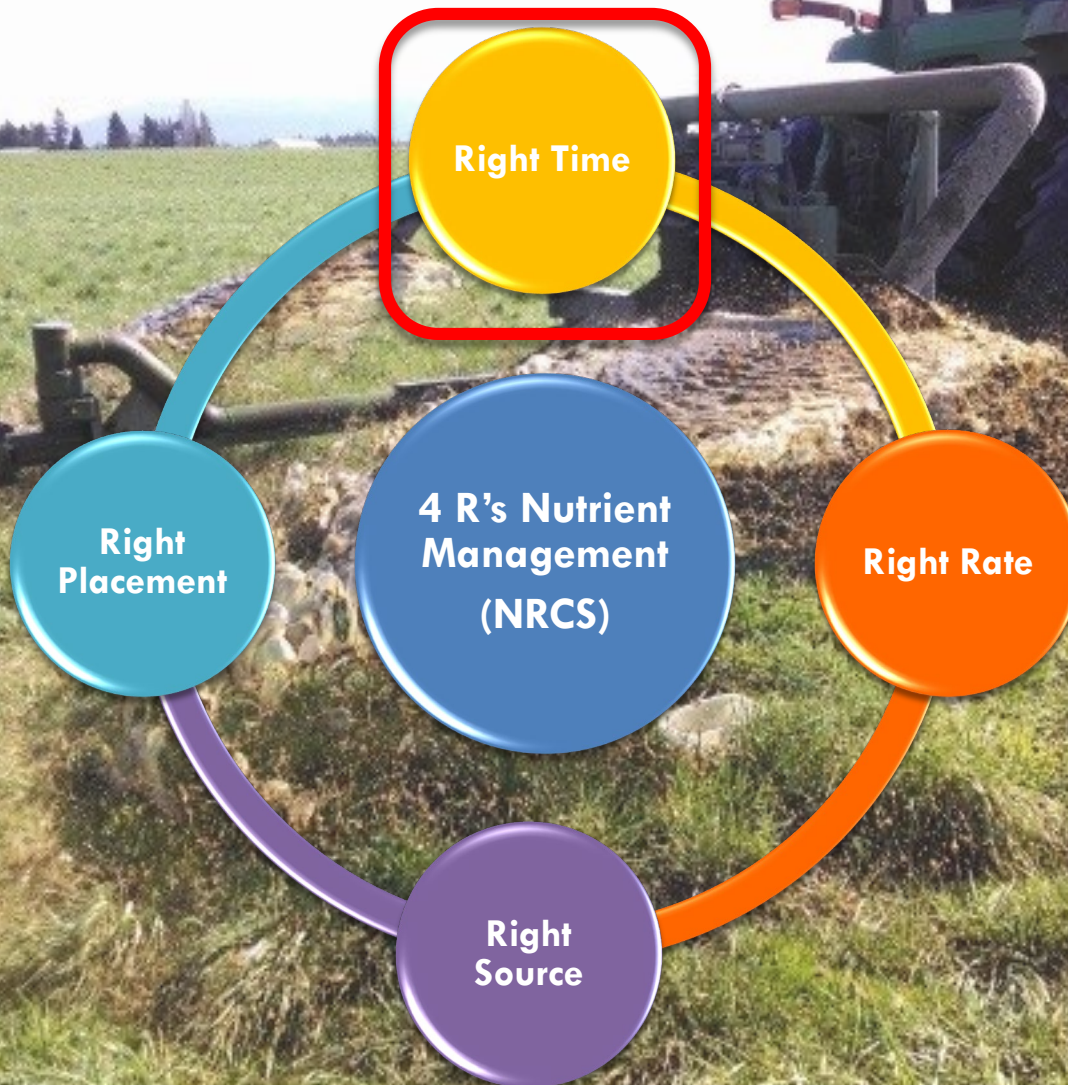 Right Time
Right
Placement
4 R’s Nutrient
Management
(NRCS)
Right Rate
Right
Source